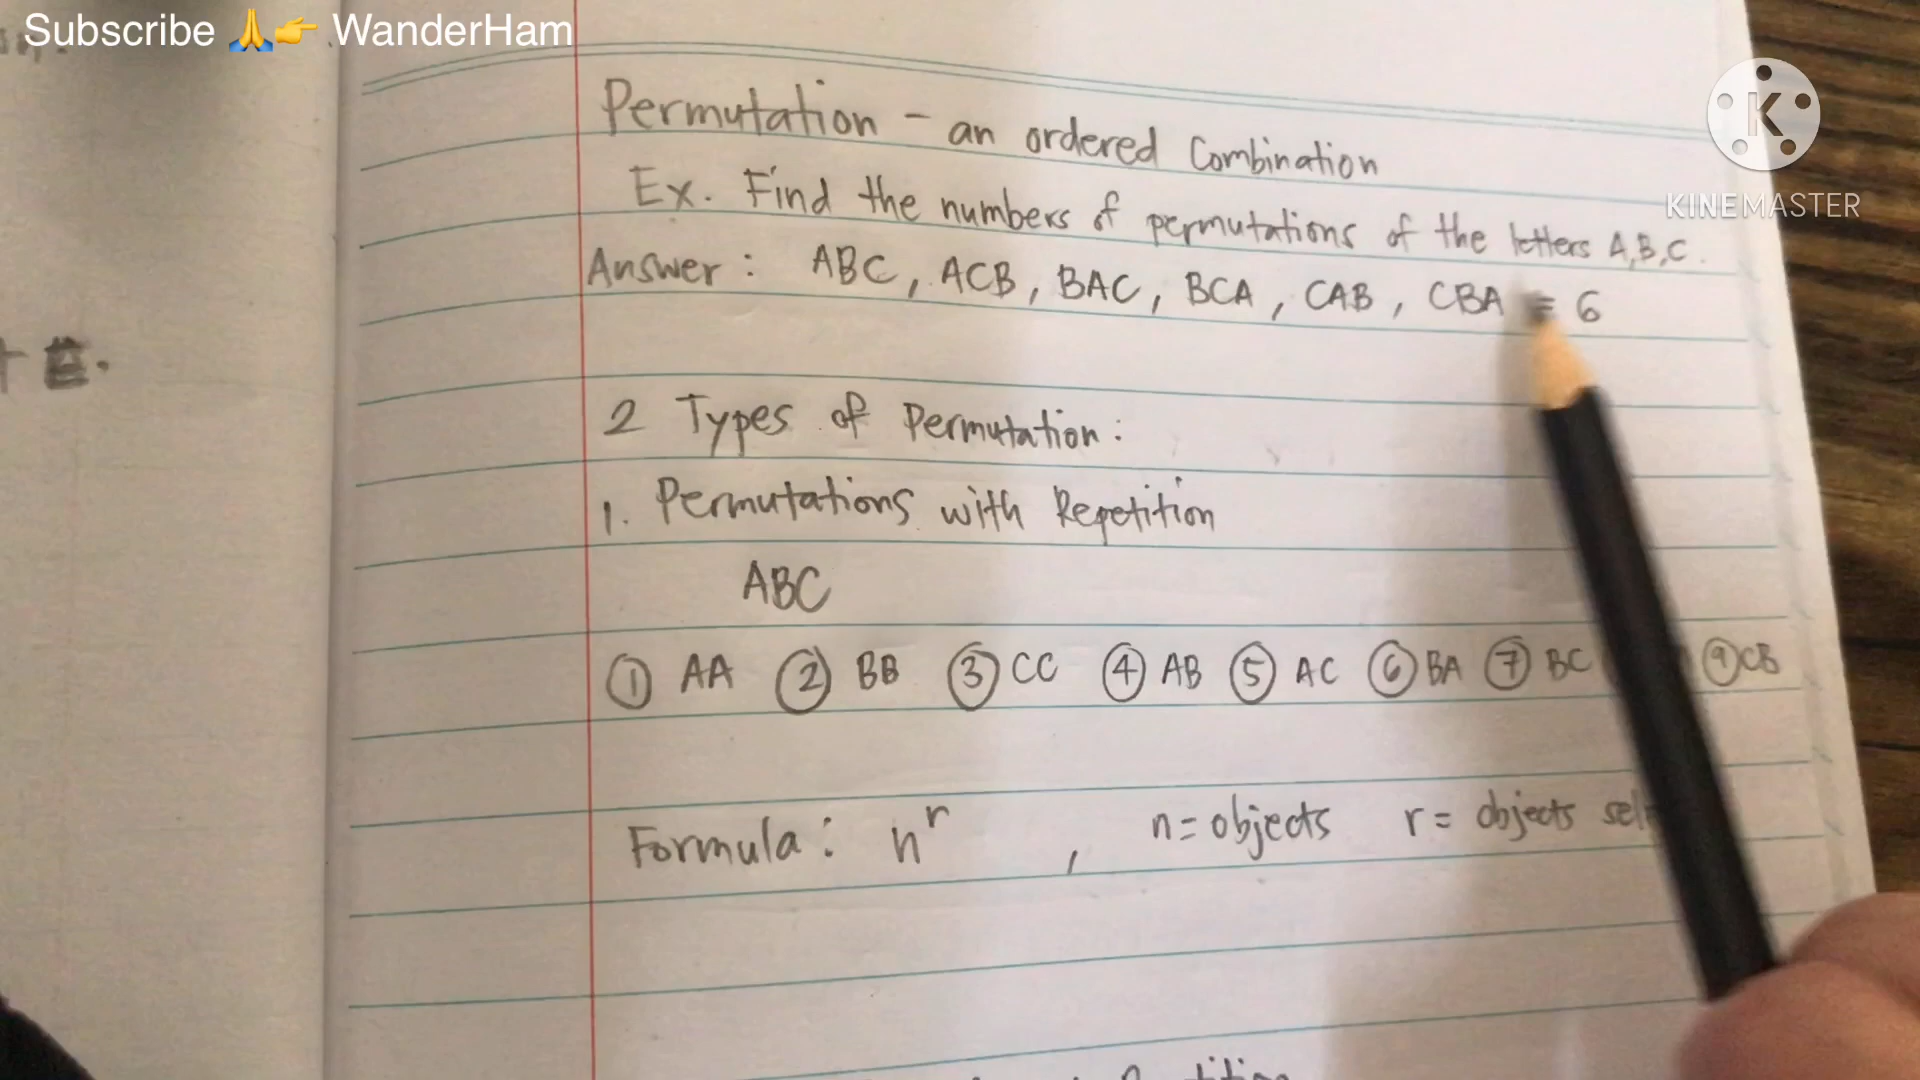 Subscribe 🙏👉 WanderHam
KINEMASTER
Permutation - an ordered Combination
Ex. Find the numbers of permutations of the letters A,B,C.
Answer: ABC, ACB, BAC, BCA, CAB, CBA = 6
2 Types of Permutation:
1. Permutations with Repetition
ABC
① AA ② BB ③ CC ④ AB ⑤ AC ⑥ BA ⑦ BC ⑨ CB
Formula: n^r , n = objects r = objects